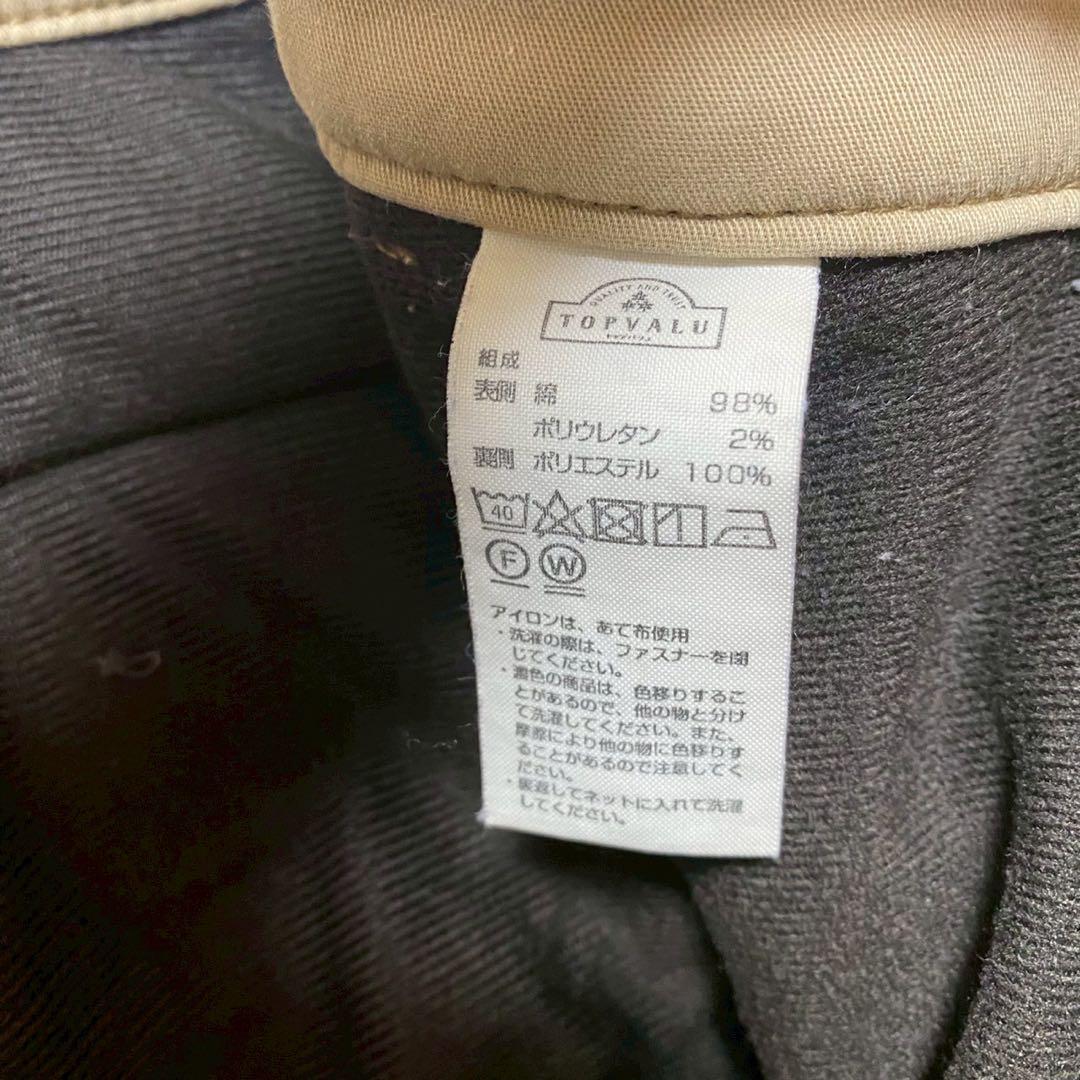 QUALITY AND TRUST
TOPVALU
トップバリュ
組成
表側 綿 98%
ポリウレタン 2%
裏側 ポリエステル 100%
40
F W
アイロンは、あて布使用
・洗濯の際は、ファスナーを閉
じてください。
・濃色の商品は、色移りするこ
とがあるので、他の物と分け
て洗濯してください。また、
摩擦により他の物に色移りす
ることがあるので注意してく
ださい。
・裏返してネットに入れて洗濯
してください。